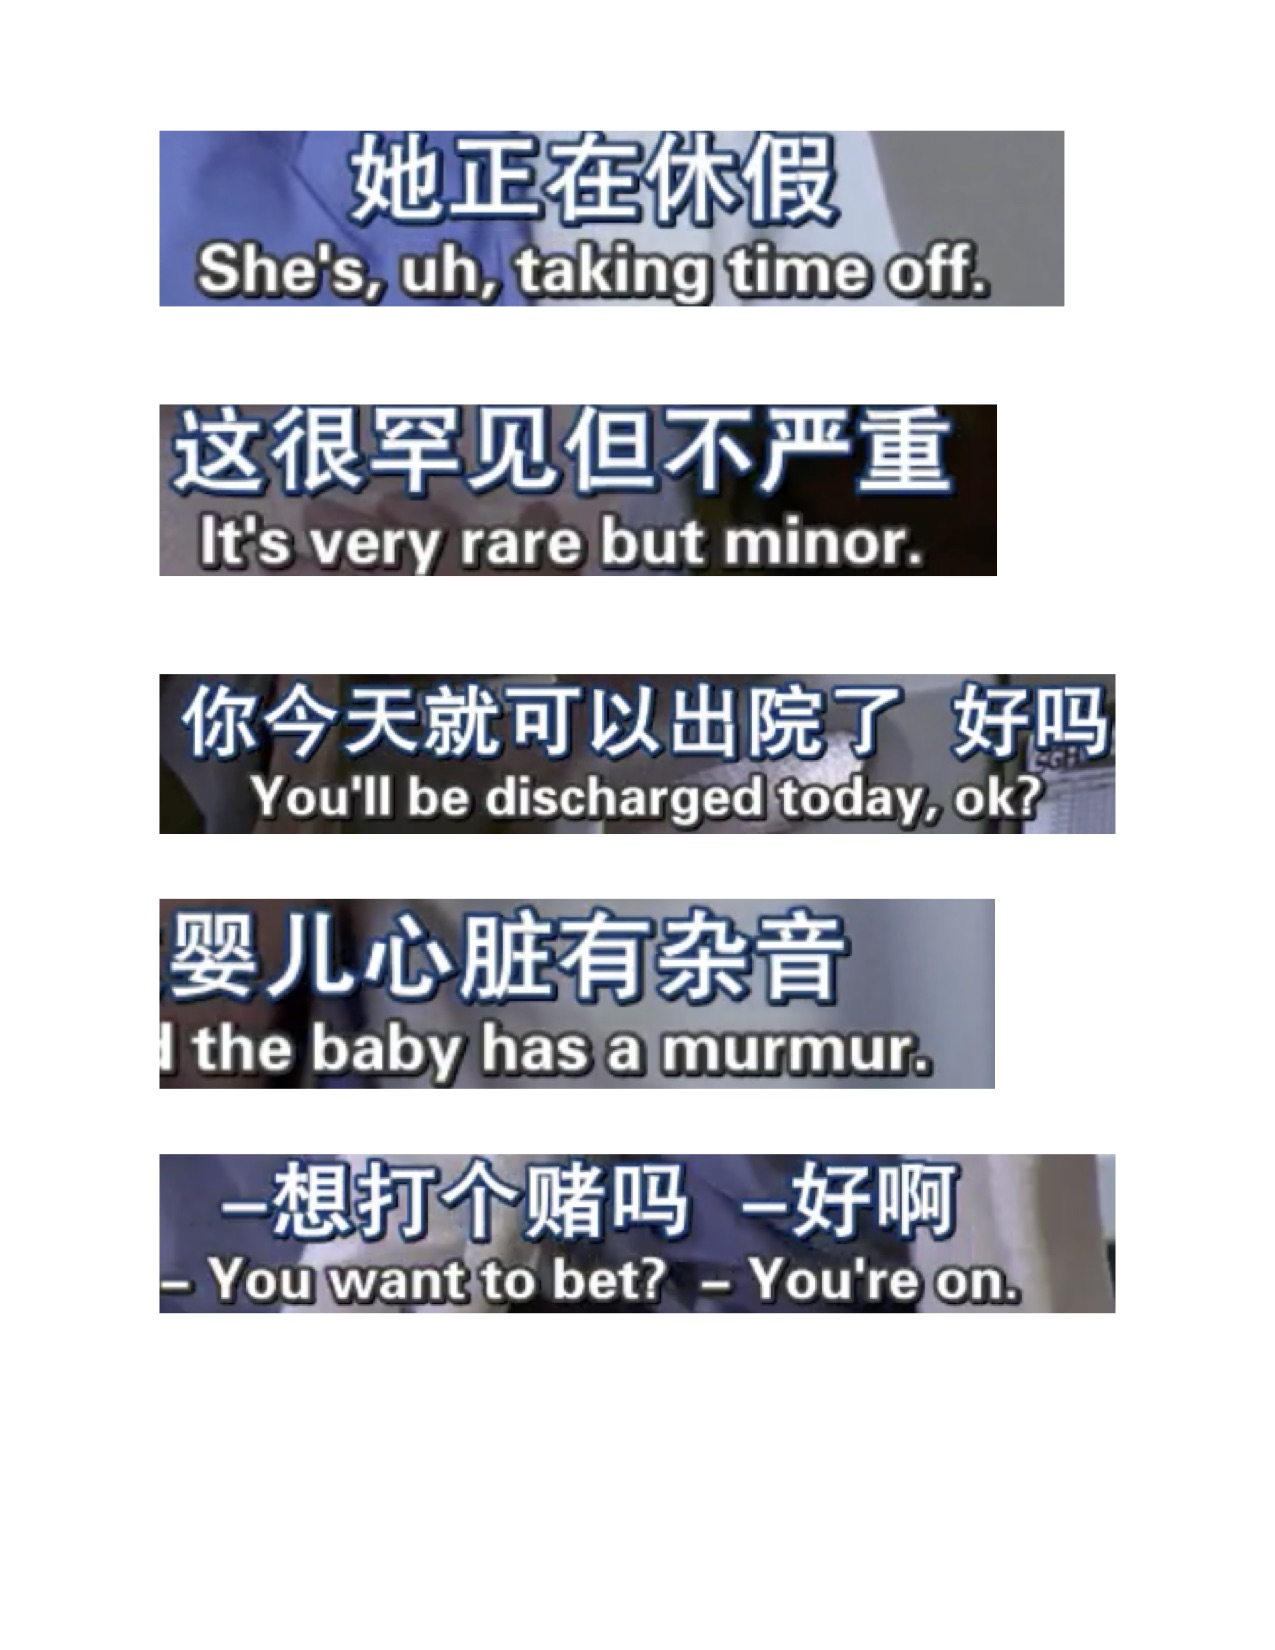 她正在休假
She's, uh, taking time off.
这很罕见但不严重
It's very rare but minor.
你今天就可以出院了 好吗
You'll be discharged today, ok?
SGH
婴儿心脏有杂音
the baby has a murmur.
–想打个赌吗 –好啊
– You want to bet? – You're on.